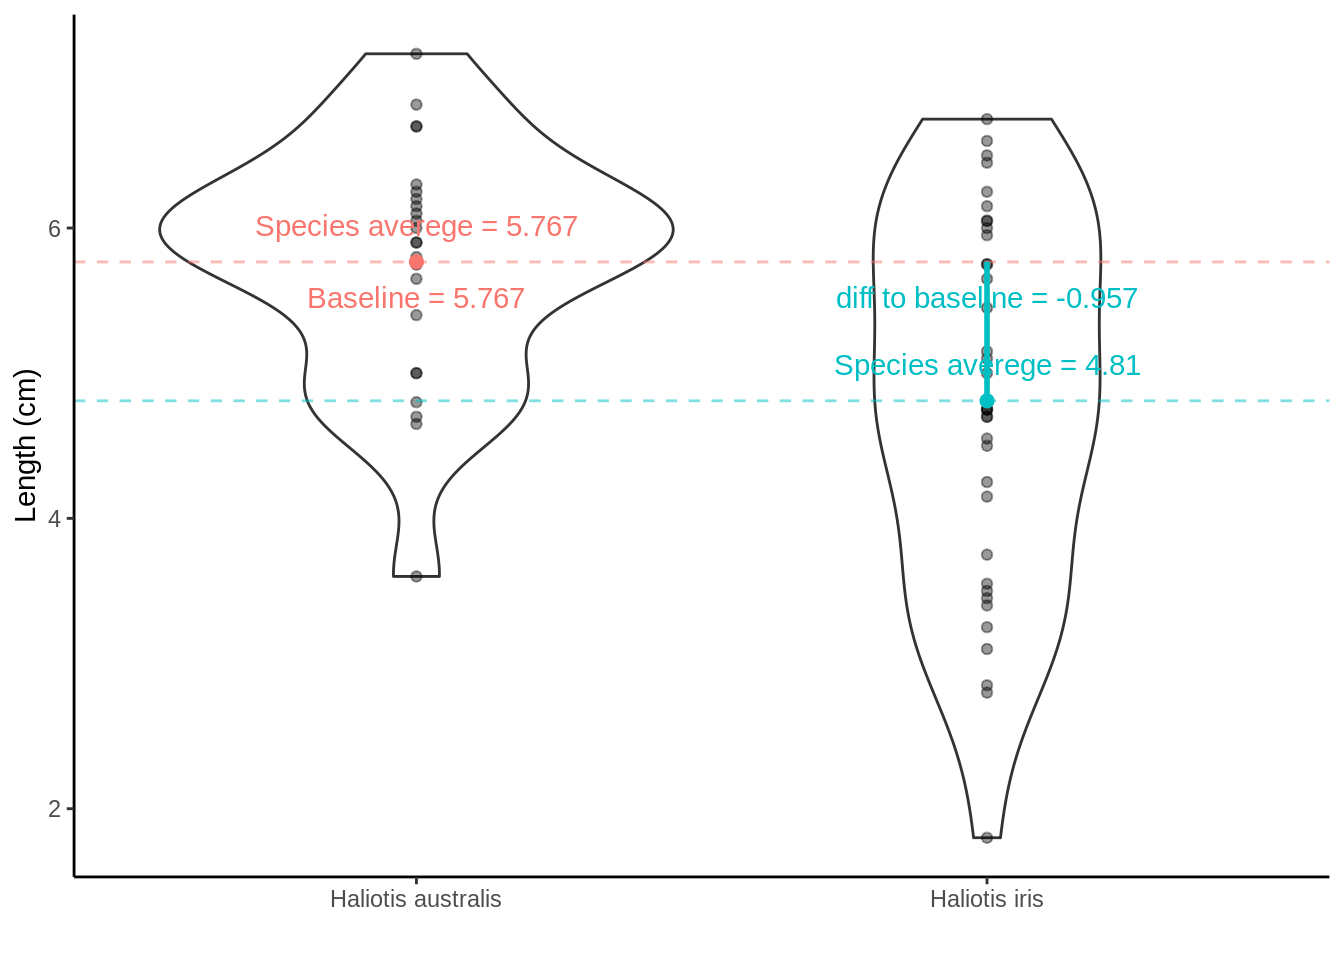 Length (cm)
6
4
2
Species averege = 5.767
Baseline = 5.767
diff to baseline = -0.957
Species averege = 4.81
Haliotis australis
Haliotis iris